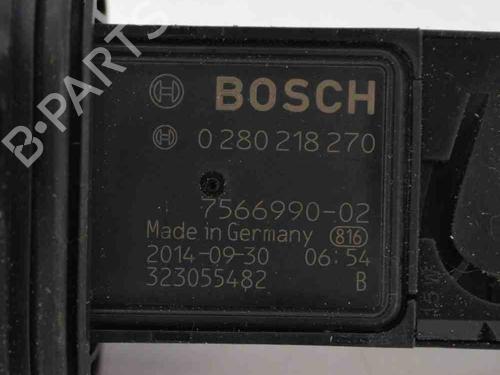 B-PARTS
BOSCH
0 280 218 270
7566990-02
Made in Germany 816
2014-09-30 06:54
323055482 B